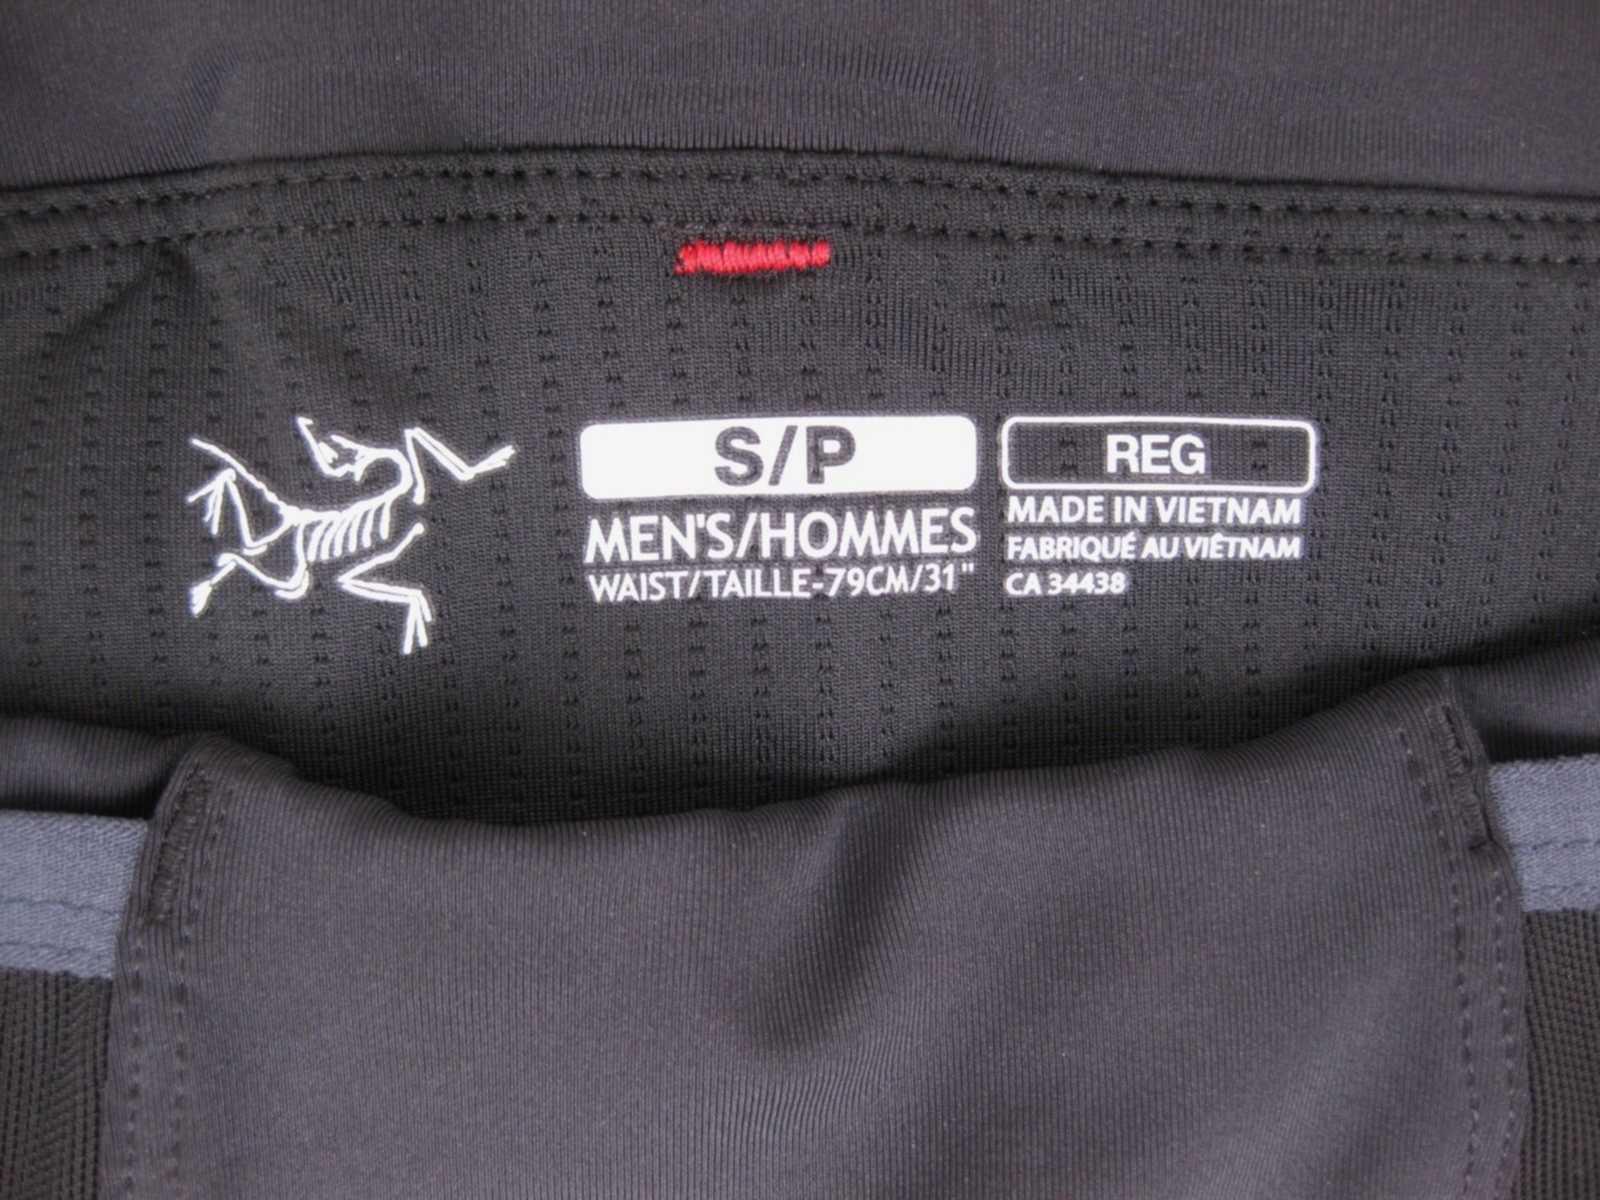 S/P
MEN'S/HOMMES
WAIST/TAILLE-79CM/31"
REG
MADE IN VIETNAM
FABRIQUÉ AU VIÊTNAM
CA 34438